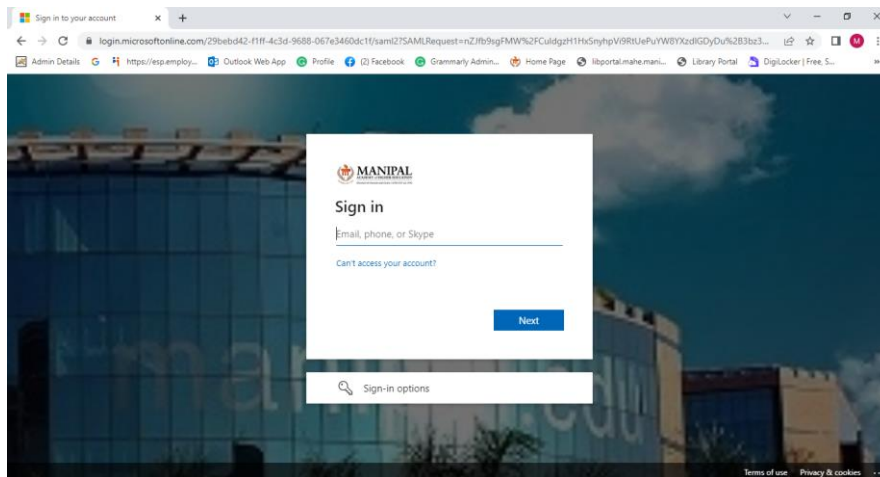 Sign in to your account
login.microsoftonline.com/29bebd42-f1ff-4c3d-9688-067e3460dc1f/saml2?SAMLRequest=nZJfb9sgFMW%2FCuldgzH1HxSnyhpVi9RtUePuYW8YXzdIGDyDu%2B3bz3...
Admin Details
https://esp.employ...
Outlook Web App
Profile
(2) Facebook
Grammarly Admin...
Home Page
libportal.mahe.mani...
Library Portal
DigiLocker | Free, S...
MANIPAL
Sign in
Email, phone, or Skype
Can't access your account?
Next
Sign-in options
manipal.edu
Terms of use Privacy & cookies ...